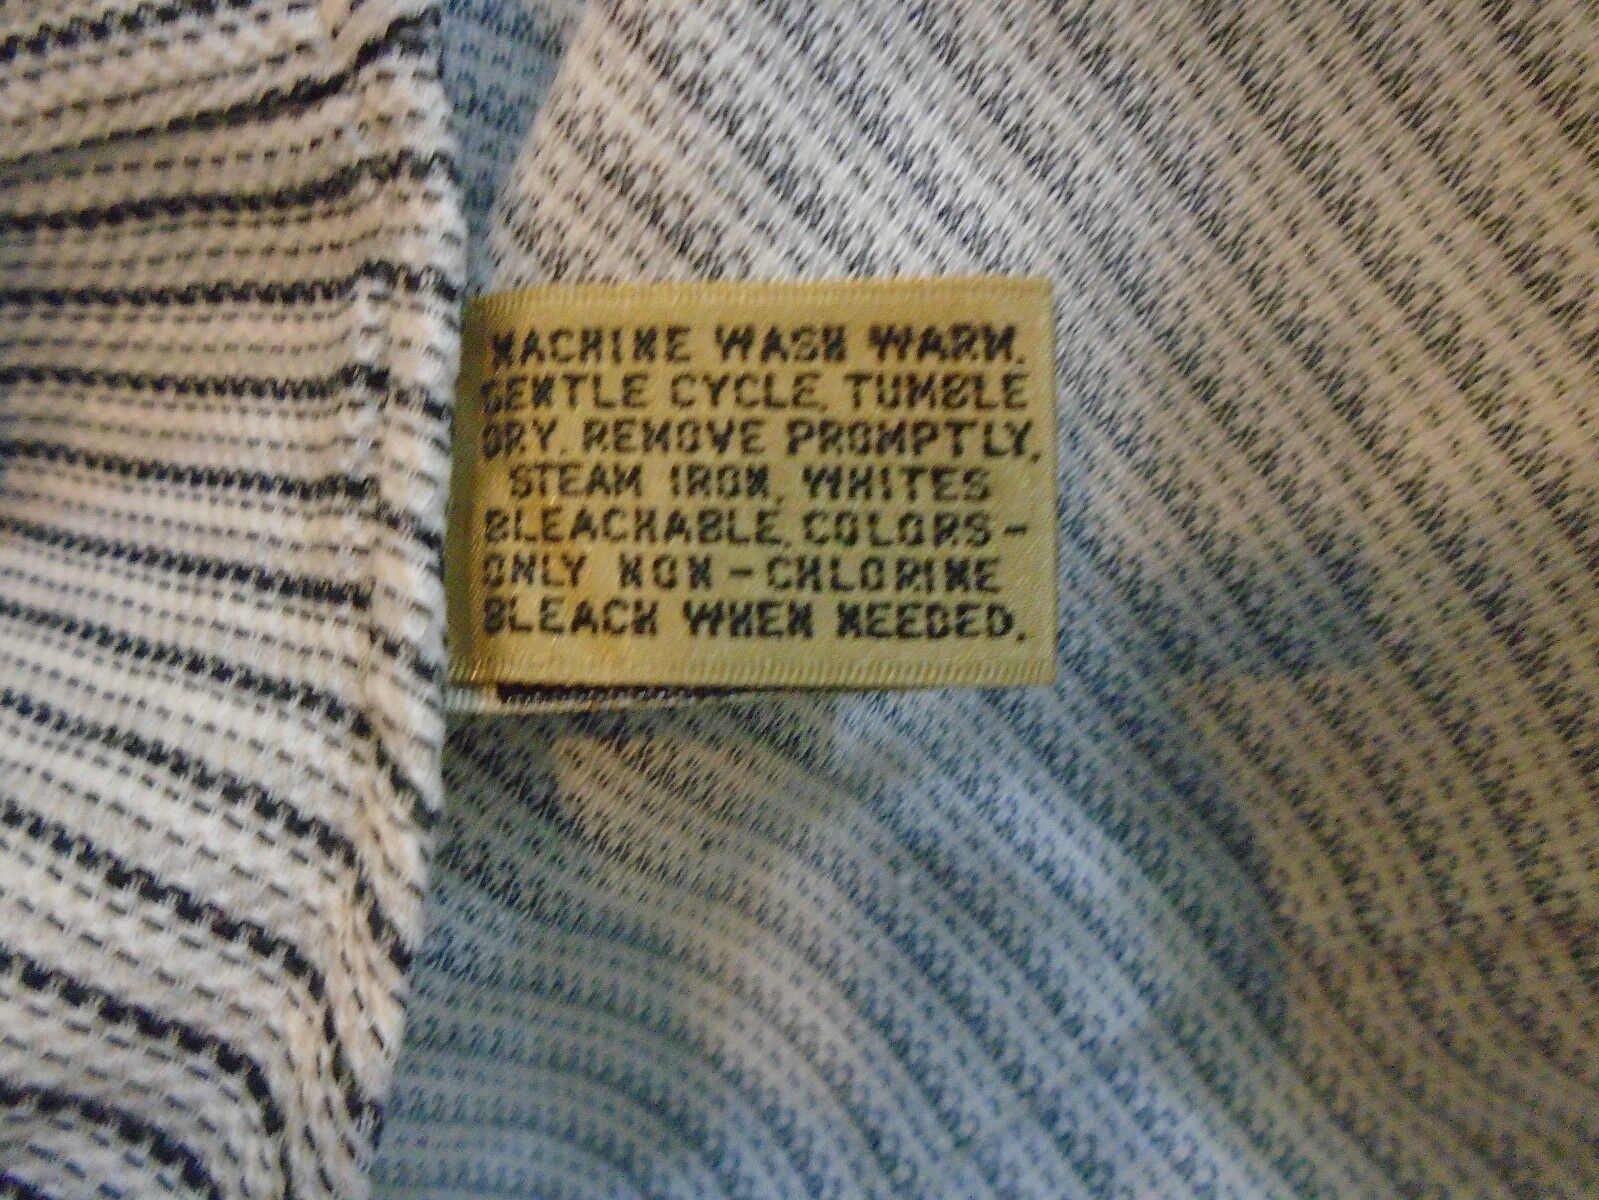 MACHINE WASH WARM.
GENTLE CYCLE, TUMBLE
DRY. REMOVE PROMPTLY.
STEAM IRON, WHITES
BLEACHABLE, COLORS-
ONLY NON-CHLORINE
BLEACH WHEN NEEDED.